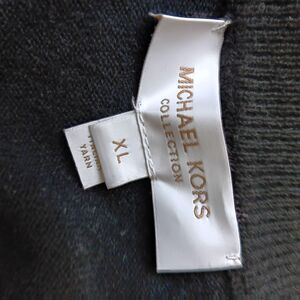 MICHAEL KORS
COLLECTION
XL
YARN